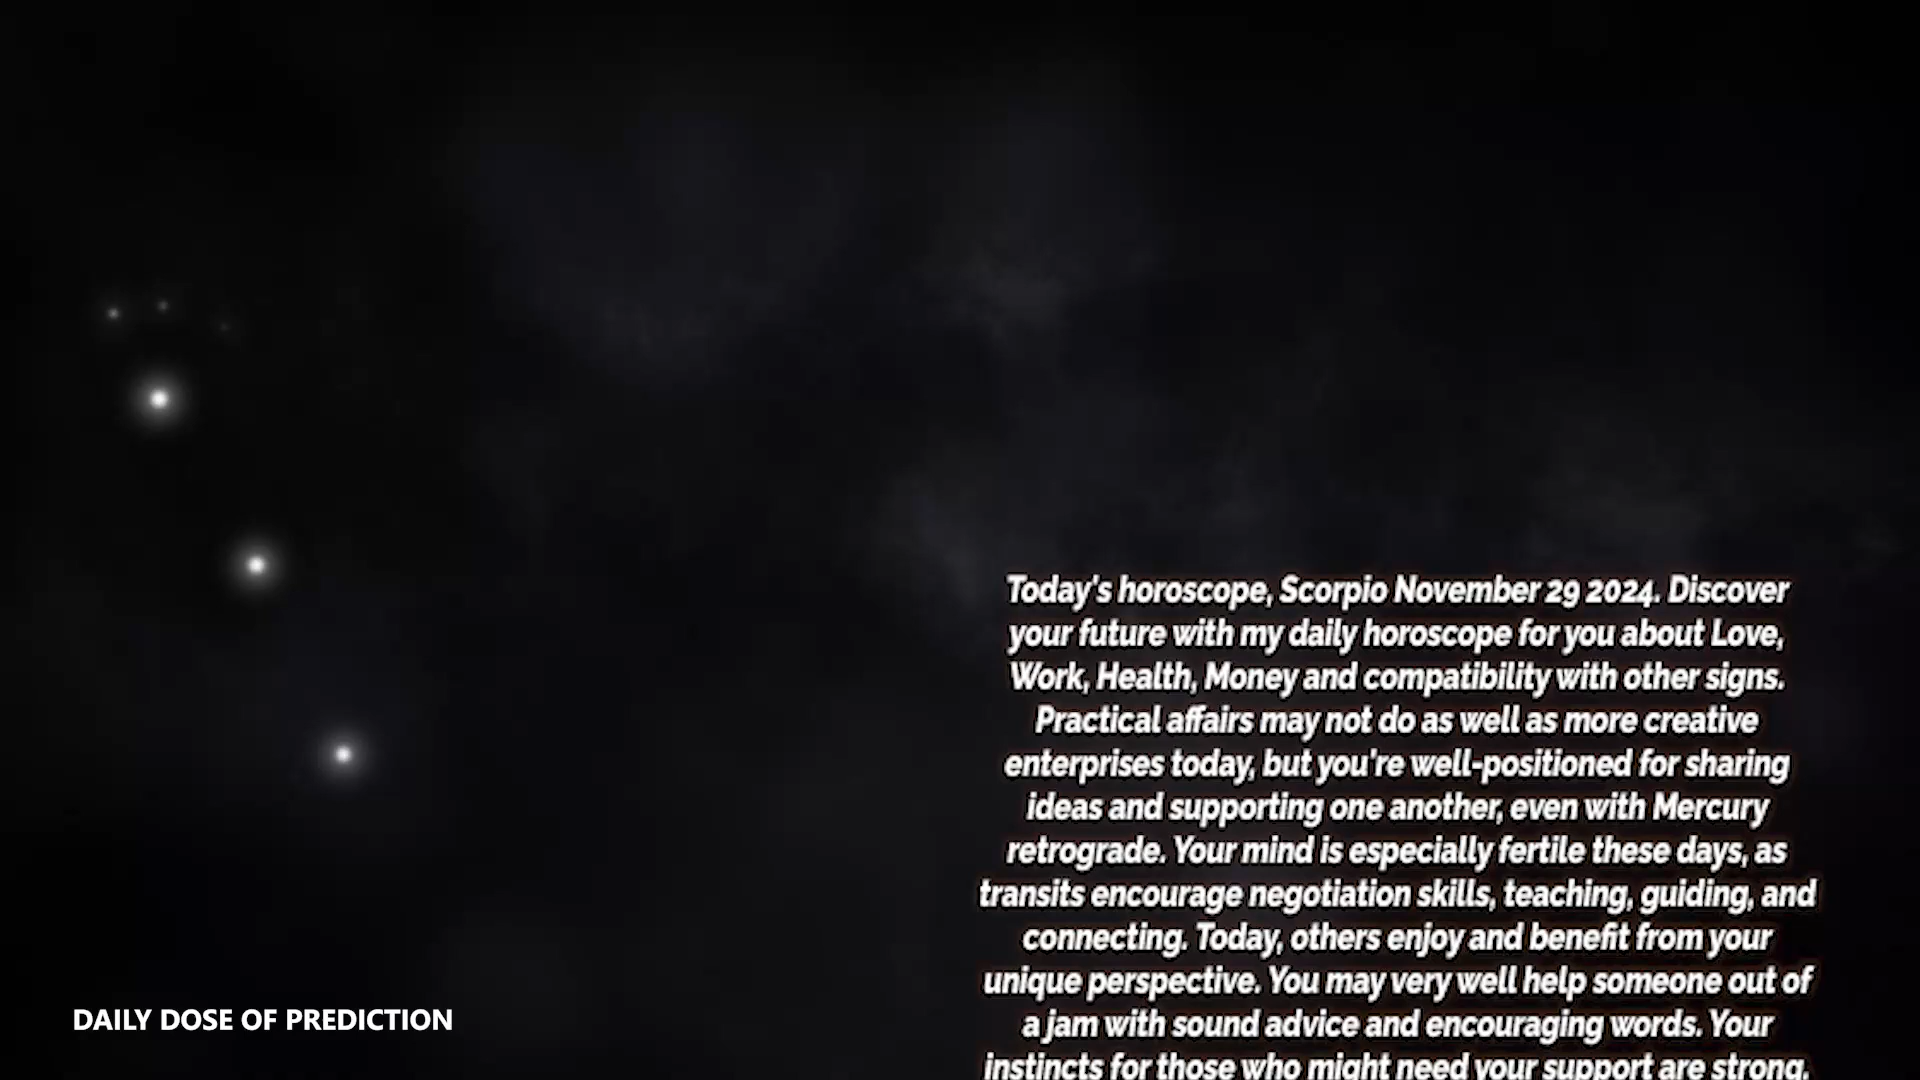 Today's horoscope, Scorpio November 29 2024. Discover
your future with my daily horoscope for you about Love,
Work, Health, Money and compatibility with other signs.
Practical affairs may not do as well as more creative
enterprises today, but you're well-positioned for sharing
ideas and supporting one another, even with Mercury
retrograde. Your mind is especially fertile these days, as
transits encourage negotiation skills, teaching, guiding, and
connecting. Today, others enjoy and benefit from your
unique perspective. You may very well help someone out of
a jam with sound advice and encouraging words. Your
instincts for those who might need your support are strong.
DAILY DOSE OF PREDICTION